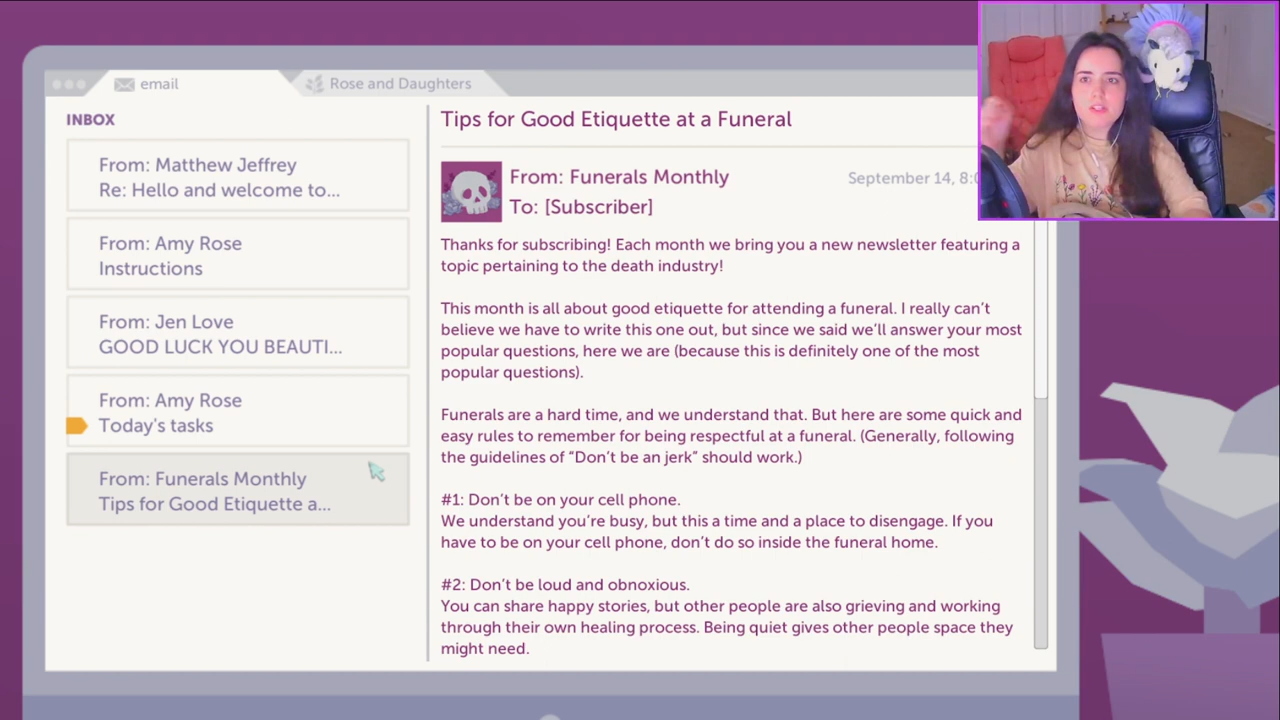 email
Rose and Daughters
INBOX
From: Matthew Jeffrey
Re: Hello and welcome to...
From: Amy Rose
Instructions
From: Jen Love
GOOD LUCK YOU BEAUTI...
From: Amy Rose
Today's tasks
From: Funerals Monthly
Tips for Good Etiquette a...
Tips for Good Etiquette at a Funeral
From: Funerals Monthly
September 14, 8:0
To: [Subscriber]
Thanks for subscribing! Each month we bring you a new newsletter featuring a
topic pertaining to the death industry!
This month is all about good etiquette for attending a funeral. I really can't
believe we have to write this one out, but since we said we'll answer your most
popular questions, here we are (because this is definitely one of the most
popular questions).
Funerals are a hard time, and we understand that. But here are some quick and
easy rules to remember for being respectful at a funeral. (Generally, following
the guidelines of “Don't be an jerk” should work.)
#1: Don't be on your cell phone.
We understand you're busy, but this a time and a place to disengage. If you
have to be on your cell phone, don't do so inside the funeral home.
#2: Don't be loud and obnoxious.
You can share happy stories, but other people are also grieving and working
through their own healing process. Being quiet gives other people space they
might need.